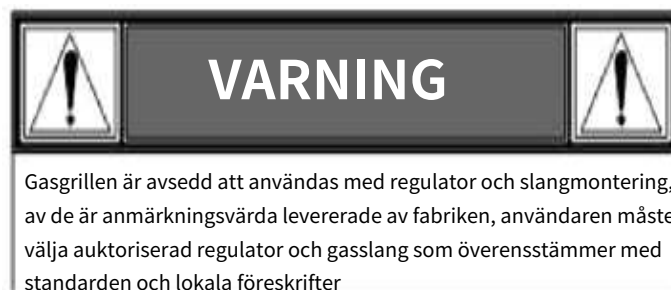 VARNING
Gasgrillen är avsedd att användas med regulator och slangmontering,
av de är anmärkningsvärda levererade av fabriken, användaren måste
välja auktoriserad regulator och gasslang som överensstämmer med
standarden och lokala föreskrifter